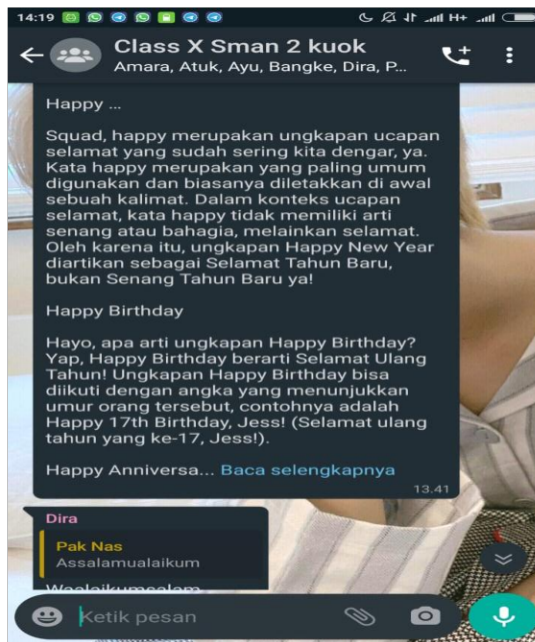 14:19
H+
Class X Sman 2 kuok
Amara, Atuk, Ayu, Bangke, Dira, P...
Happy ...
Squad, happy merupakan ungkapan ucapan
selamat yang sudah sering kita dengar, ya.
Kata happy merupakan yang paling umum
digunakan dan biasanya diletakkan di awal
sebuah kalimat. Dalam konteks ucapan
selamat, kata happy tidak memiliki arti
senang atau bahagia, melainkan selamat.
Oleh karena itu, ungkapan Happy New Year
diartikan sebagai Selamat Tahun Baru,
bukan Senang Tahun Baru ya!
Happy Birthday
Hayo, apa arti ungkapan Happy Birthday?
Yap, Happy Birthday berarti Selamat Ulang
Tahun! Ungkapan Happy Birthday bisa
diikuti dengan angka yang menunjukkan
umur orang tersebut, contohnya adalah
Happy 17th Birthday, Jess! (Selamat ulang
tahun yang ke-17, Jess!).
Happy Anniversa... Baca selengkapnya
13.41
Dira
Pak Nas
Assalamualaikum
Waalaikumsalam
Ketik pesan